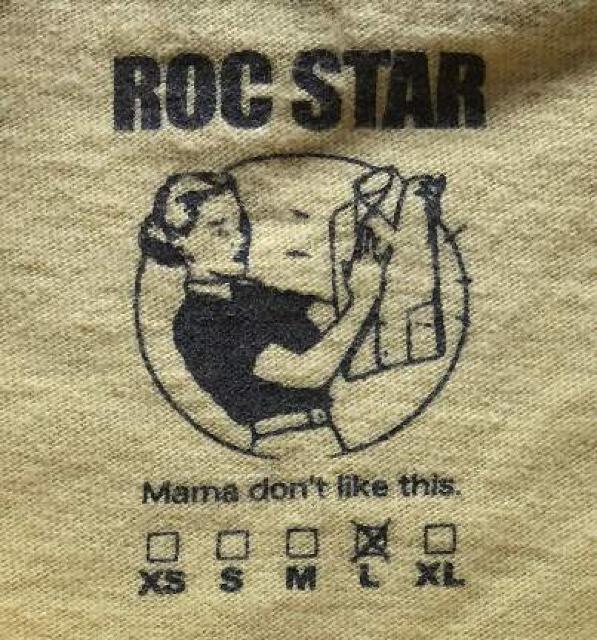 ROC STAR
Mama don't like this.
XS S M L XL